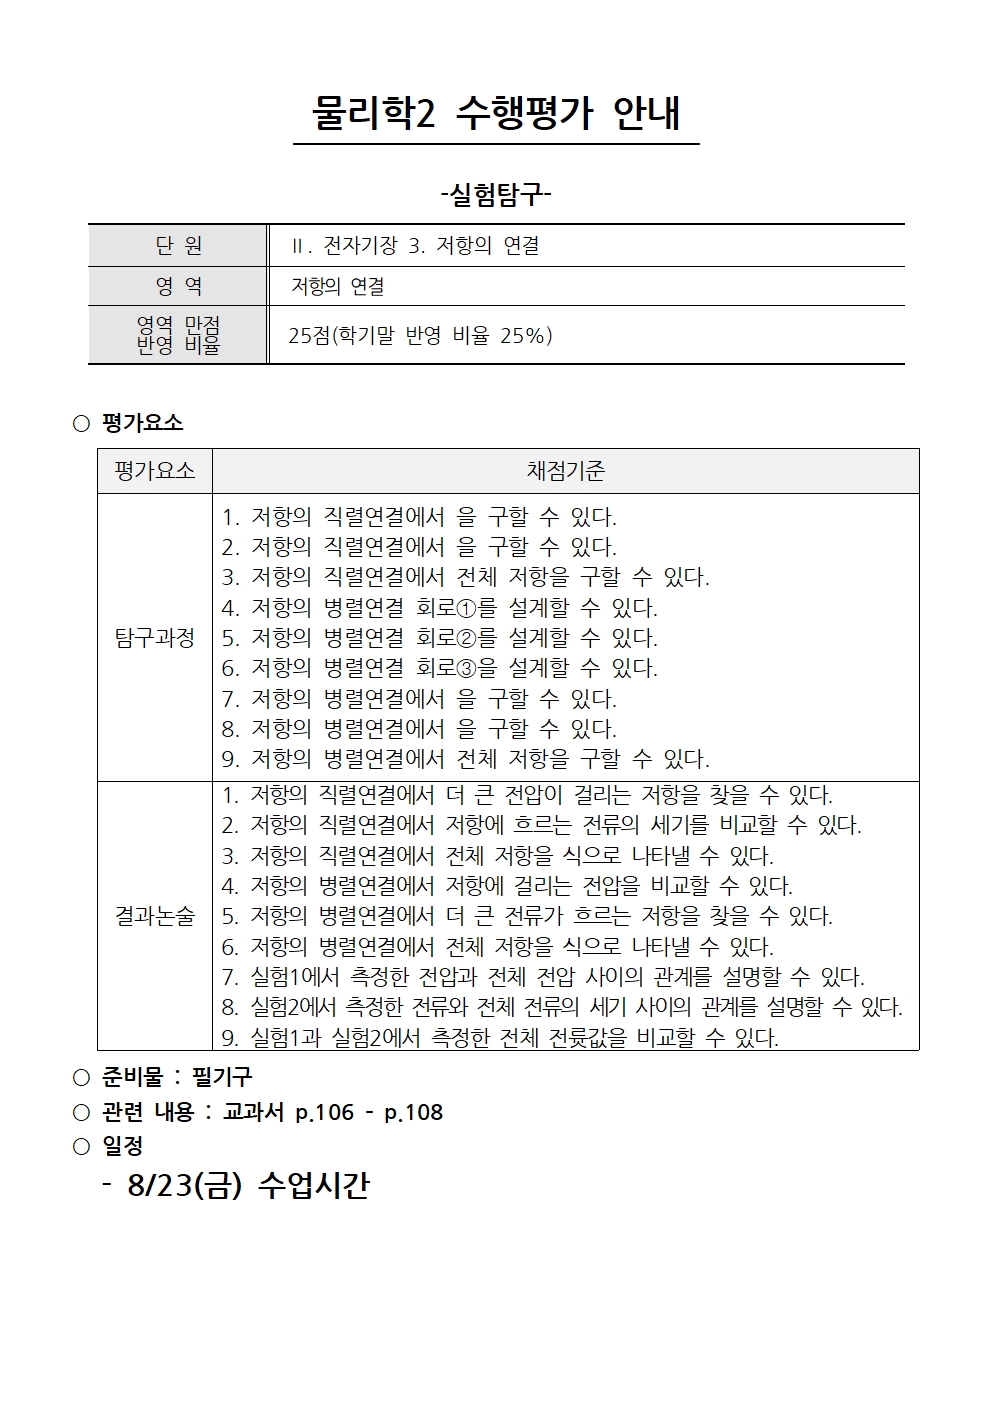 물리학2 수행평가 안내
-실험탐구-
단 원 Ⅱ. 전자기장 3. 저항의 연결
영 역 저항의 연결
영역 만점
반영 비율 25점(학기말 반영 비율 25%)
○ 평가요소
평가요소 채점기준
탐구과정
1. 저항의 직렬연결에서 을 구할 수 있다.
2. 저항의 직렬연결에서 을 구할 수 있다.
3. 저항의 직렬연결에서 전체 저항을 구할 수 있다.
4. 저항의 병렬연결 회로①를 설계할 수 있다.
5. 저항의 병렬연결 회로②를 설계할 수 있다.
6. 저항의 병렬연결 회로③을 설계할 수 있다.
7. 저항의 병렬연결에서 을 구할 수 있다.
8. 저항의 병렬연결에서 을 구할 수 있다.
9. 저항의 병렬연결에서 전체 저항을 구할 수 있다.
결과논술
1. 저항의 직렬연결에서 더 큰 전압이 걸리는 저항을 찾을 수 있다.
2. 저항의 직렬연결에서 저항에 흐르는 전류의 세기를 비교할 수 있다.
3. 저항의 직렬연결에서 전체 저항을 식으로 나타낼 수 있다.
4. 저항의 병렬연결에서 저항에 걸리는 전압을 비교할 수 있다.
5. 저항의 병렬연결에서 더 큰 전류가 흐르는 저항을 찾을 수 있다.
6. 저항의 병렬연결에서 전체 저항을 식으로 나타낼 수 있다.
7. 실험1에서 측정한 전압과 전체 전압 사이의 관계를 설명할 수 있다.
8. 실험2에서 측정한 전류와 전체 전류의 세기 사이의 관계를 설명할 수 있다.
9. 실험1과 실험2에서 측정한 전체 전륫값을 비교할 수 있다.
○ 준비물 : 필기구
○ 관련 내용 : 교과서 p.106 - p.108
○ 일정
- 8/23(금) 수업시간